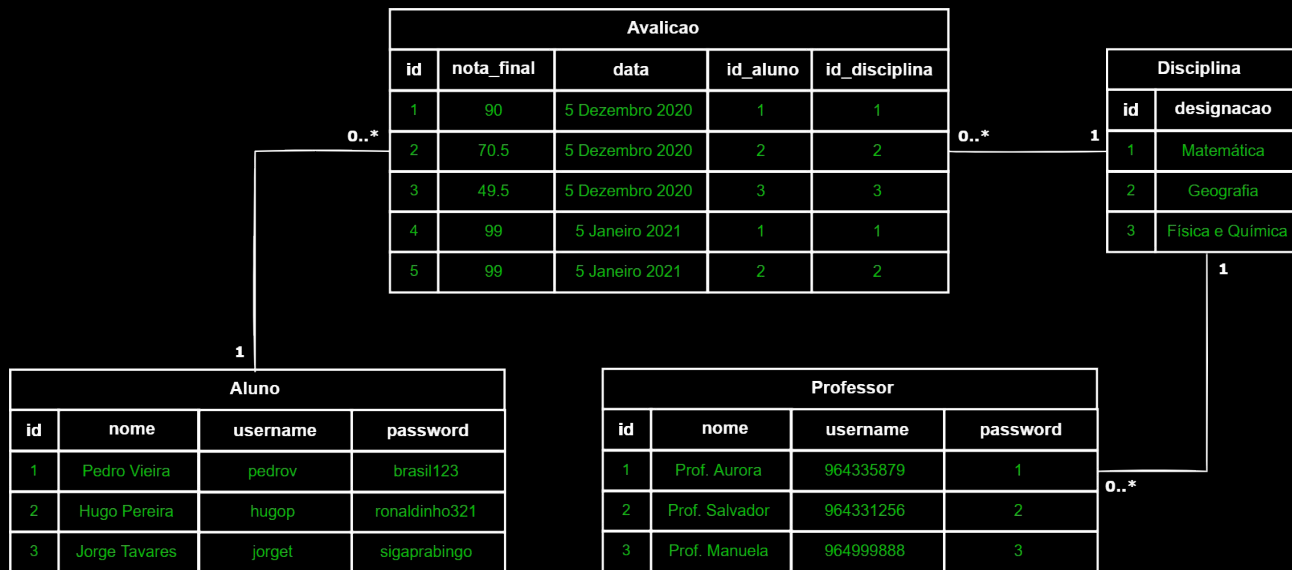 Avalicao
id nota_final data id_aluno id_disciplina
1 90 5 Dezembro 2020 1 1
2 70.5 5 Dezembro 2020 2 2
3 49.5 5 Dezembro 2020 3 3
4 99 5 Janeiro 2021 1 1
5 99 5 Janeiro 2021 2 2
Disciplina
id designacao
1 Matemática
2 Geografia
3 Física e Química
0..*
0..*
1
1
1
Aluno
id nome username password
1 Pedro Vieira pedrov brasil123
2 Hugo Pereira hugop ronaldinho321
3 Jorge Tavares jorget sigaprabingo
Professor
id nome username password
1 Prof. Aurora 964335879 1
2 Prof. Salvador 964331256 2
3 Prof. Manuela 964999888 3
0..*